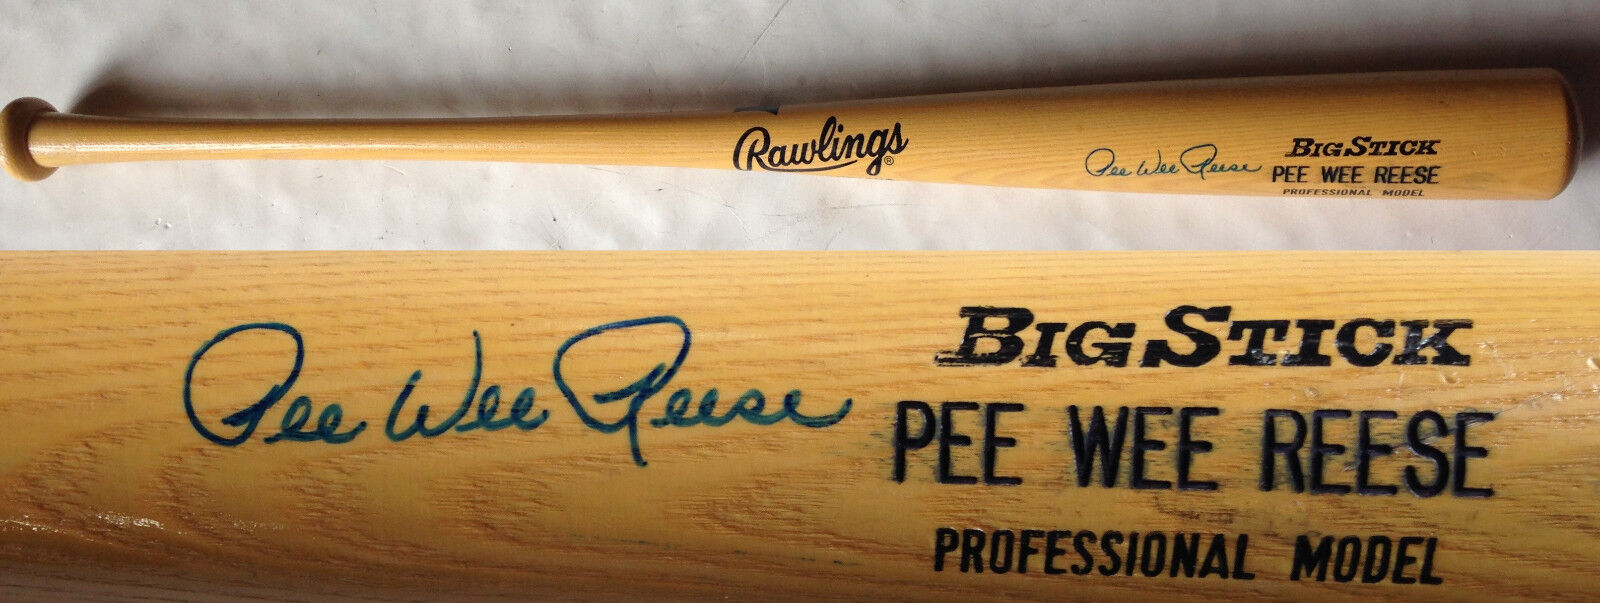 Rawlings®
Pee Wee Reese
BIG STICK
PEE WEE REESE
PROFESSIONAL MODEL
Pee Wee Reese
BIG STICK
PEE WEE REESE
PROFESSIONAL MODEL